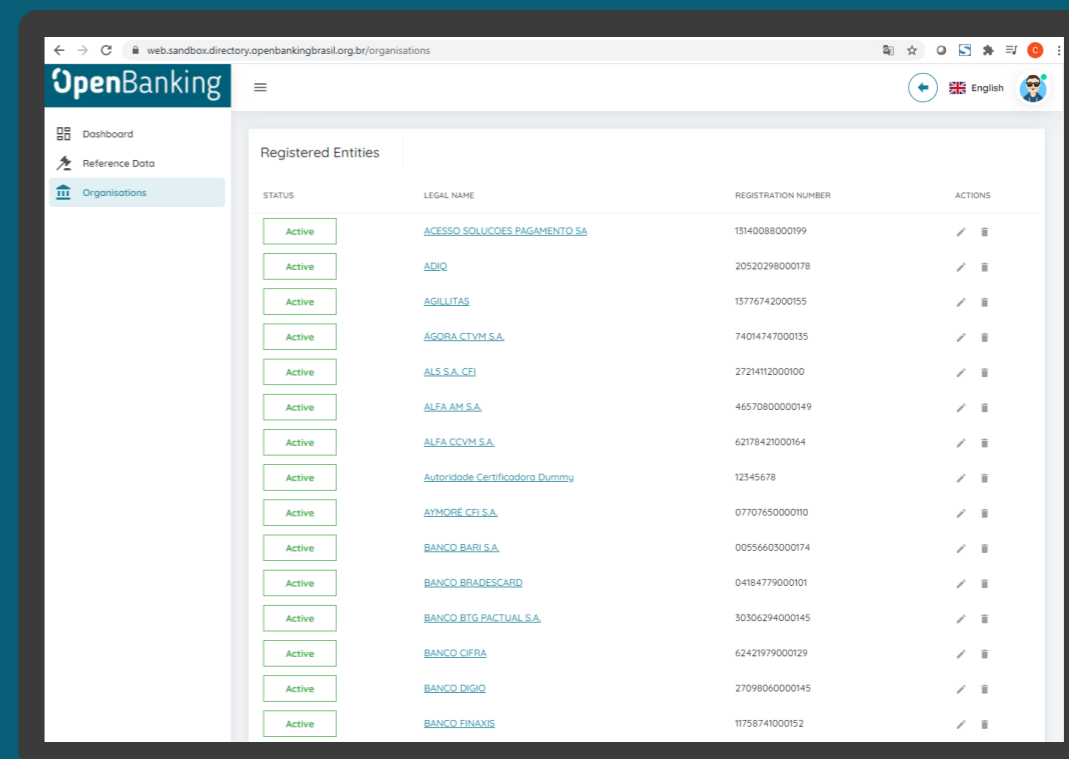 web.sandbox.directory.openbankingbrasil.org.br/organisations
C
OpenBanking
English
Dashboard
Reference Data
Organisations
Registered Entities
STATUS LEGAL NAME REGISTRATION NUMBER ACTIONS
Active ACESSO SOLUCOES PAGAMENTO SA 13140088000199
Active ADIQ 20520298000178
Active AGILLITAS 13776742000155
Active ÁGORA CTVM S.A. 74014747000135
Active AL5 S.A. CFI 27214112000100
Active ALFA AM S.A. 46570800000149
Active ALFA CCVM S.A. 62178421000164
Active Autoridade Certificadora Dummy 12345678
Active AYMORÉ CFI S.A. 07707650000110
Active BANCO BARI S.A. 00556603000174
Active BANCO BRADESCARD 04184779000101
Active BANCO BTG PACTUAL S.A. 30306294000145
Active BANCO CIFRA 62421979000129
Active BANCO DIGIO 27098060000145
Active BANCO FINAXIS 11758741000152